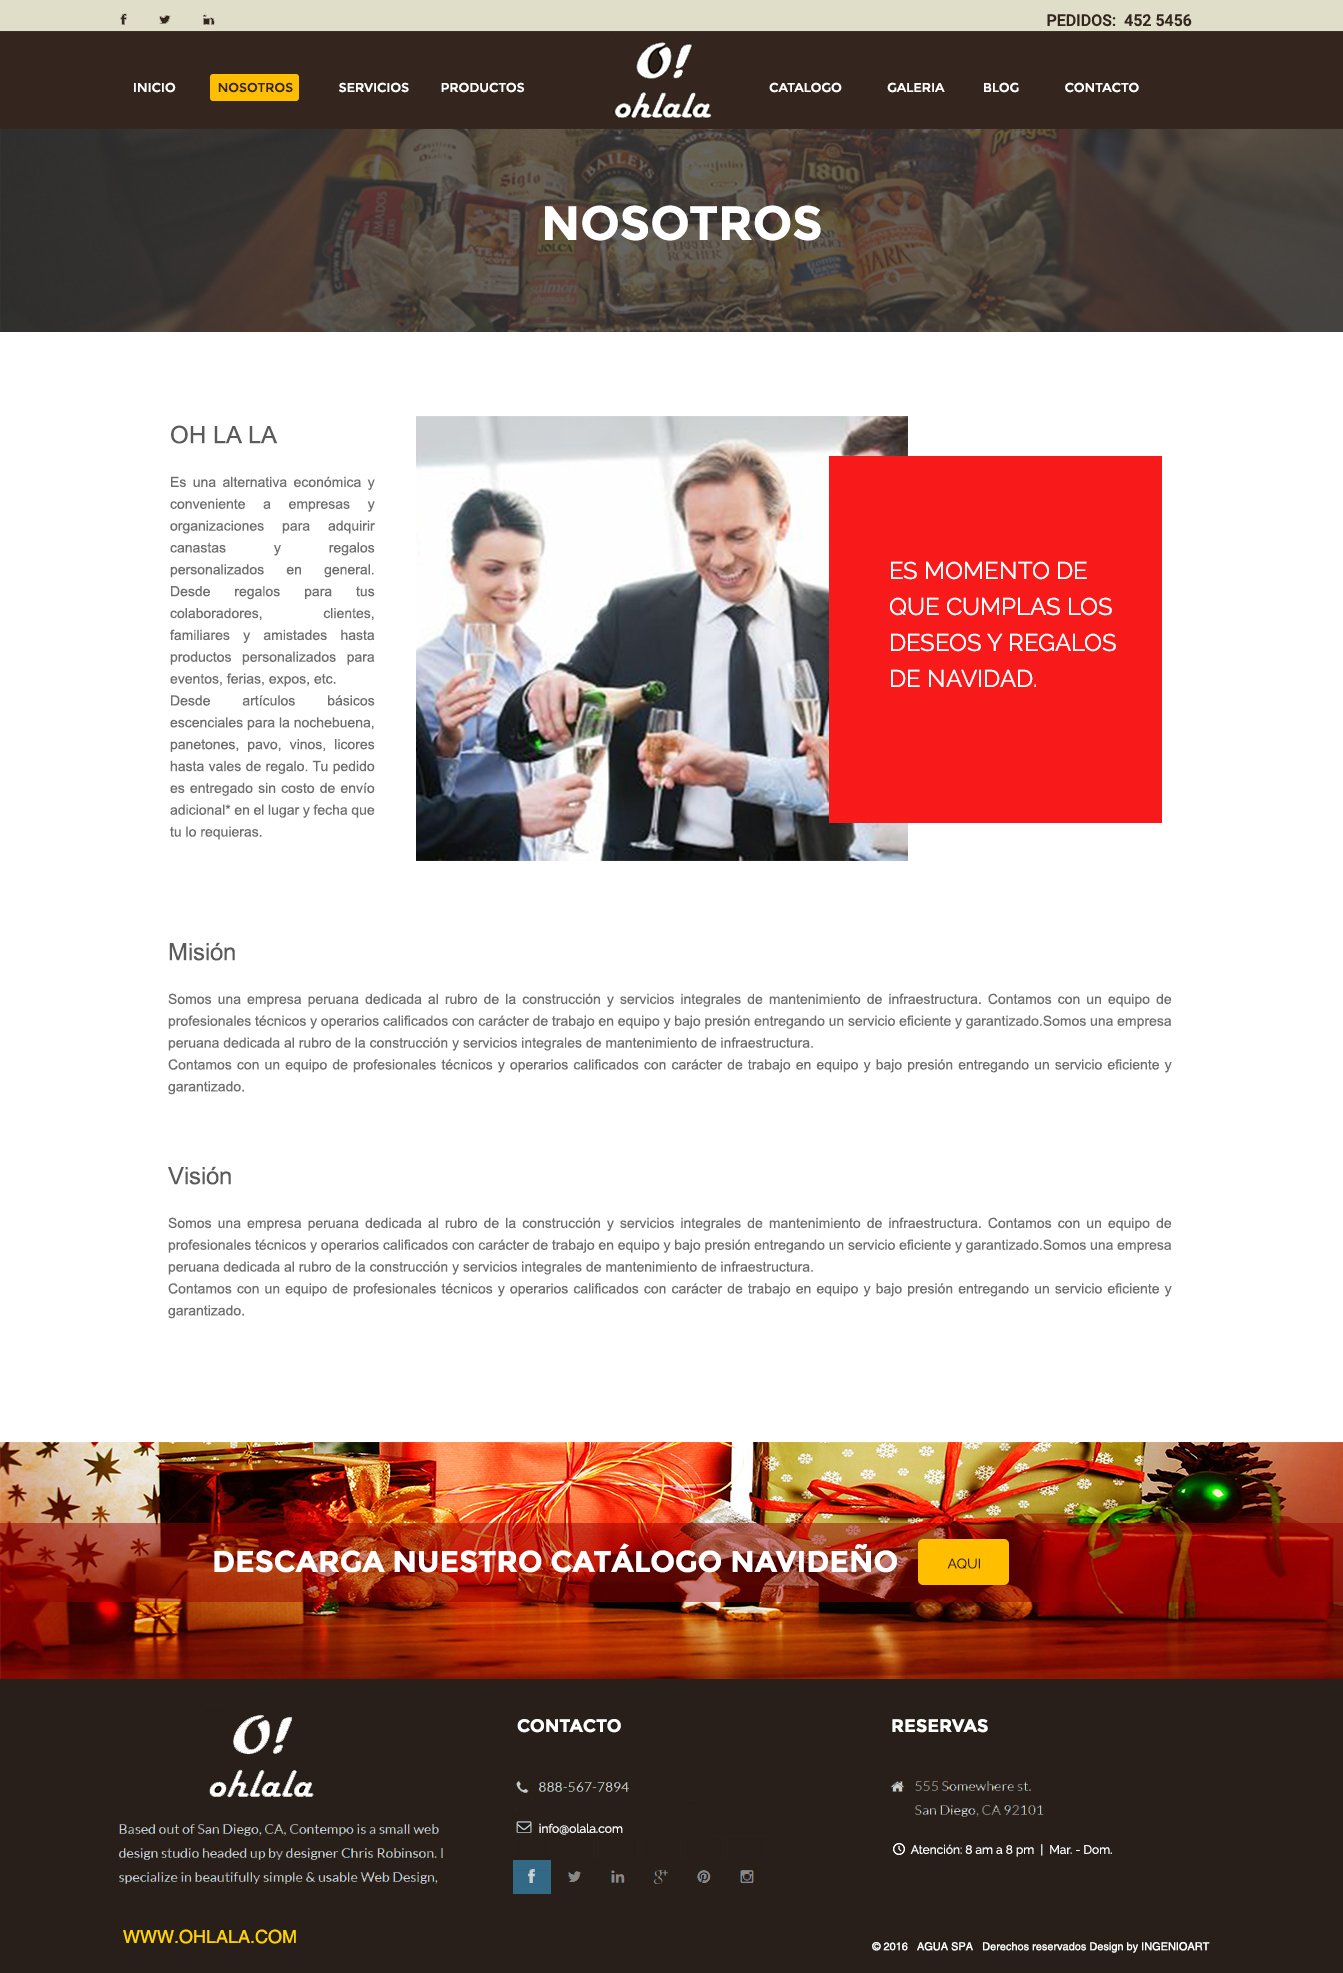 PEDIDOS: 452 5456
INICIO NOSOTROS SERVICIOS PRODUCTOS O! ohlala CATALOGO GALERIA BLOG CONTACTO
Castillero Diablo
Siglo
BAILEYS
1800
Pringles
Original
FERRERO ROCHER
NOSOTROS
OH LA LA
Es una alternativa económica y
conveniente a empresas y
organizaciones para adquirir
canastas y regalos
personalizados en general.
Desde regalos para tus
colaboradores, clientes,
familiares y amistades hasta
productos personalizados para
eventos, ferias, expos, etc.
Desde artículos básicos
escenciales para la nochebuena,
panetones, pavo, vinos, licores
hasta vales de regalo. Tu pedido
es entregado sin costo de envío
adicional* en el lugar y fecha que
tu lo requieras.
ES MOMENTO DE
QUE CUMPLAS LOS
DESEOS Y REGALOS
DE NAVIDAD.
Misión
Somos una empresa peruana dedicada al rubro de la construcción y servicios integrales de mantenimiento de infraestructura. Contamos con un equipo de
profesionales técnicos y operarios calificados con carácter de trabajo en equipo y bajo presión entregando un servicio eficiente y garantizado.Somos una empresa
peruana dedicada al rubro de la construcción y servicios integrales de mantenimiento de infraestructura.
Contamos con un equipo de profesionales técnicos y operarios calificados con carácter de trabajo en equipo y bajo presión entregando un servicio eficiente y
garantizado.
Visión
Somos una empresa peruana dedicada al rubro de la construcción y servicios integrales de mantenimiento de infraestructura. Contamos con un equipo de
profesionales técnicos y operarios calificados con carácter de trabajo en equipo y bajo presión entregando un servicio eficiente y garantizado.Somos una empresa
peruana dedicada al rubro de la construcción y servicios integrales de mantenimiento de infraestructura.
Contamos con un equipo de profesionales técnicos y operarios calificados con carácter de trabajo en equipo y bajo presión entregando un servicio eficiente y
garantizado.
DESCARGA NUESTRO CATÁLOGO NAVIDEÑO AQUI
O!
ohlala
Based out of San Diego, CA, Contempo is a small web
design studio headed up by designer Chris Robinson. I
specialize in beautifully simple & usable Web Design,
WWW.OHLALA.COM
CONTACTO
888-567-7894
info@olala.com
RESERVAS
555 Somewhere st.
San Diego, CA 92101
Atención: 8 am a 8 pm | Mar. - Dom.
© 2016 AGUA SPA Derechos reservados Design by INGENIOART